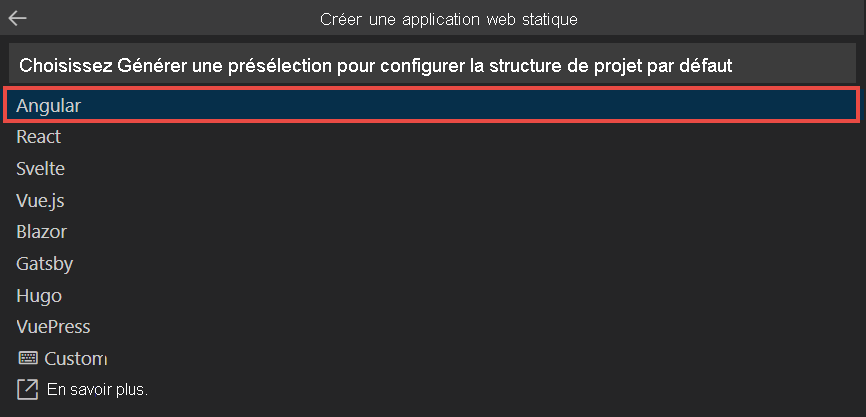 Créer une application web statique
Choisissez Générer une présélection pour configurer la structure de projet par défaut
Angular
React
Svelte
Vue.js
Blazor
Gatsby
Hugo
VuePress
Custom
En savoir plus.